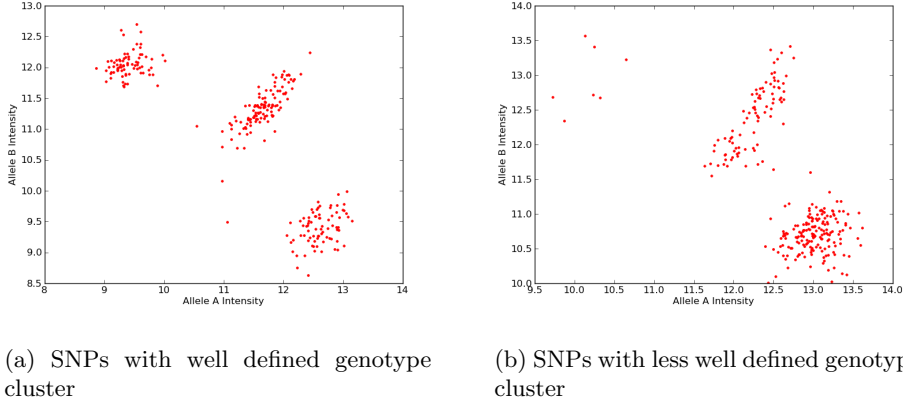 13.0
12.5
12.0
11.5
11.0
10.5
10.0
9.5
9.0
8.5
Allele B Intensity
8 9 10 11 12 13 14
Allele A Intensity
14.0
13.5
13.0
12.5
12.0
11.5
11.0
10.5
10.0
Allele B Intensity
9.5 10.0 10.5 11.0 11.5 12.0 12.5 13.0 13.5 14.0
Allele A Intensity
(a) SNPs with well defined genotype
cluster
(b) SNPs with less well defined genotyp
cluster